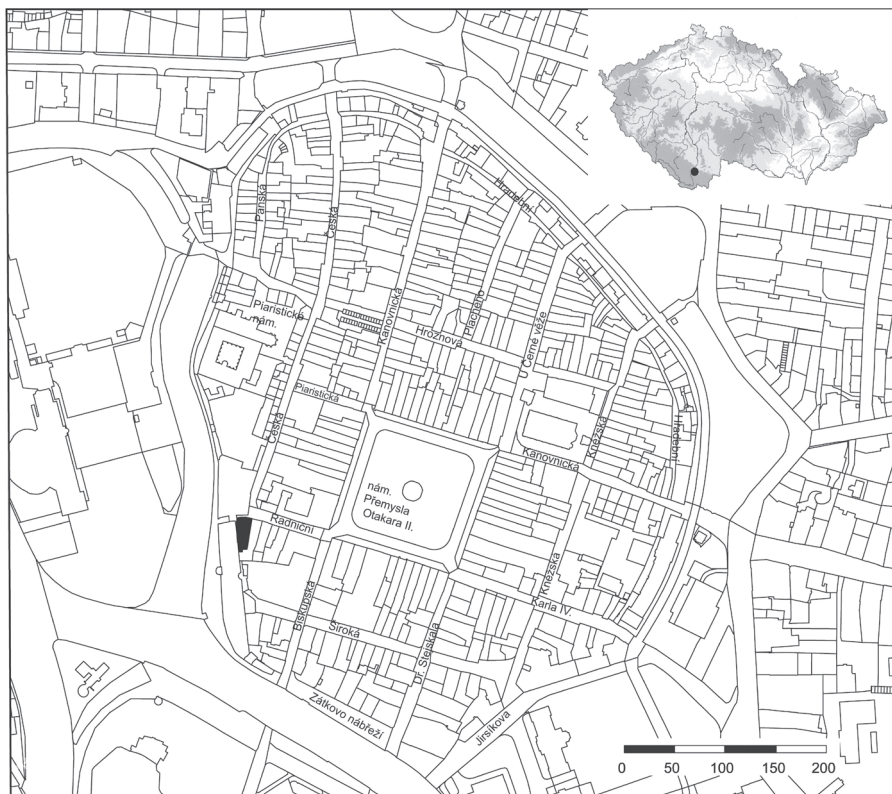 Hradební
Panská
Česká
Kanovnická
Plachého
Piaristické
nám.
Hroznová
U Černé věže
Piaristická
Česká
Kněžská
Hradební
Kanovnická
nám.
Přemysla
Otakara II.
Radniční
Kněžská
Biskupská
Karla IV.
Široká
Dr. Stejskala
Zátkovo nábřeží
Jirsíkova
0 50 100 150 200